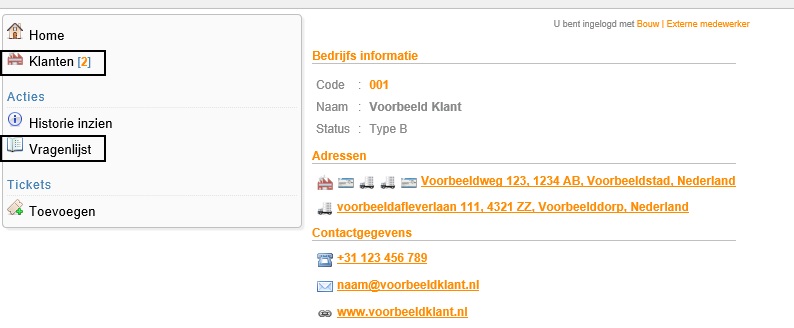 U bent ingelogd met Bouw | Externe medewerker
Home
Klanten [2]
Acties
Historie inzien
Vragenlijst
Tickets
Toevoegen
Bedrijfs informatie
Code : 001
Naam : Voorbeeld Klant
Status : Type B
Adressen
Voorbeeldweg 123, 1234 AB, Voorbeeldstad, Nederland
voorbeeldafleverlaan 111, 4321 ZZ, Voorbeelddorp, Nederland
Contactgegevens
+31 123 456 789
naam@voorbeeldklant.nl
www.voorbeeldklant.nl